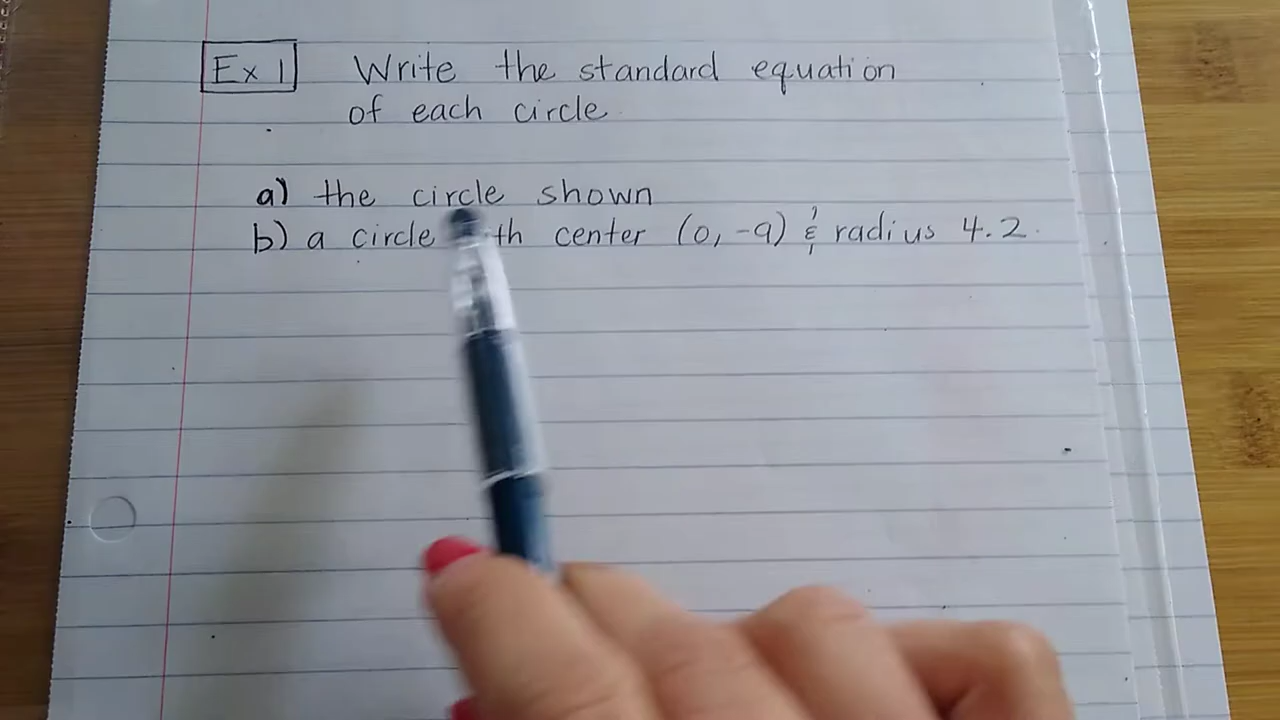 Ex 1 Write the standard equation
of each circle.
a) the circle shown
b) a circle center (0, -9) & radius 4.2.